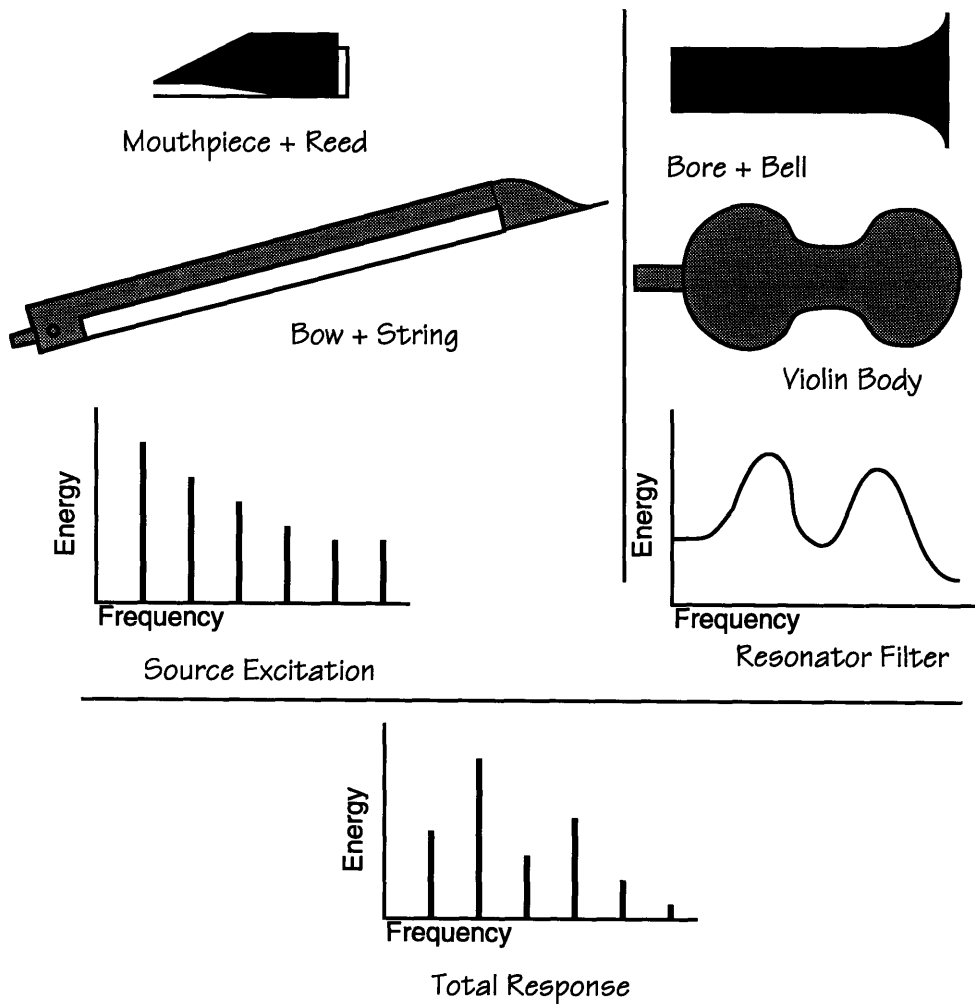 Mouthpiece + Reed
Bore + Bell
Bow + String
Violin Body
Energy
Frequency
Source Excitation
Energy
Frequency
Resonator Filter
Energy
Frequency
Total Response